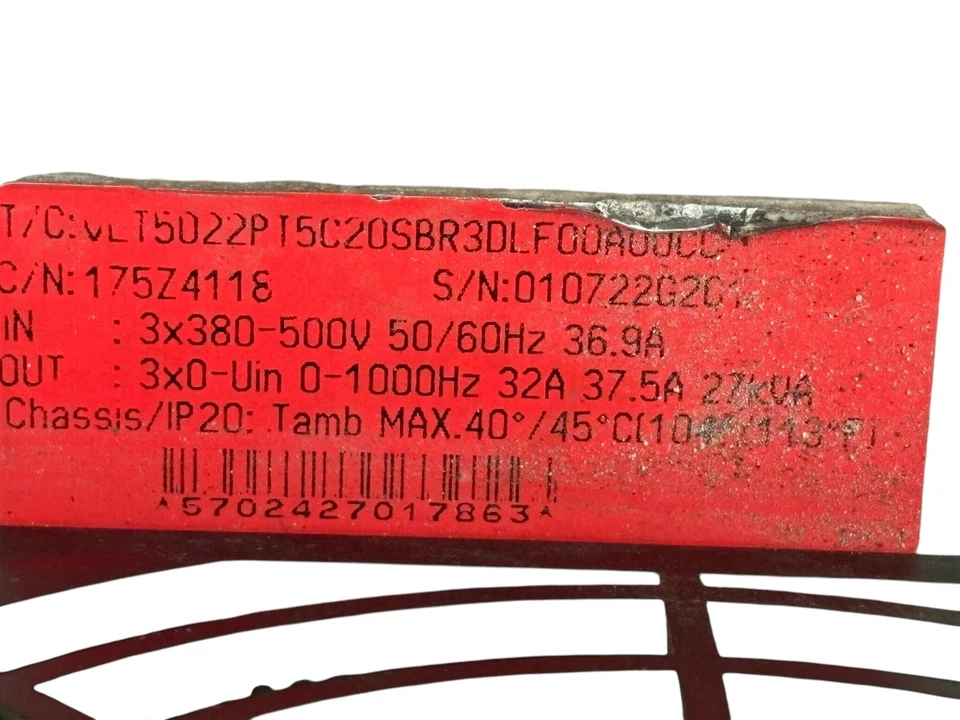 T/C:VLT5022PT5C20SBR3DLF00A00C0
C/N:175Z4118 S/N:010722G2
IN : 3x380-500V 50/60Hz 36.9A
OUT : 3x0-Uin 0-1000Hz 32A 37.5A 27kVA
Chassis/IP20: Tamb MAX.40°/45°C
*5702427017863*